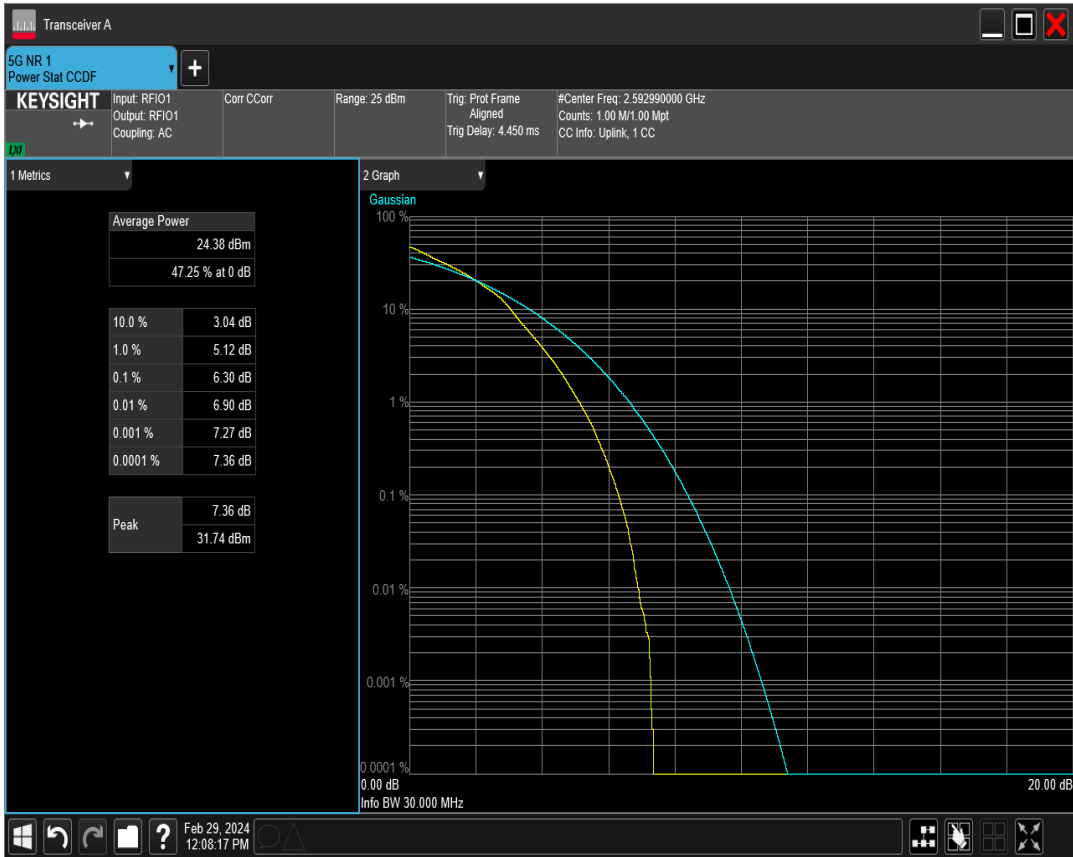 Transceiver A
5G NR 1
Power Stat CCDF
KEYSIGHT
LXI
Input: RFIO1
Output: RFIO1
Coupling: AC
Corr CCorr
Range: 25 dBm
Trig: Prot Frame
Aligned
Trig Delay: 4.450 ms
#Center Freq: 2.592990000 GHz
Counts: 1.00 M/1.00 Mpt
CC Info: Uplink, 1 CC
1 Metrics
Average Power
24.38 dBm
47.25 % at 0 dB
10.0 % 3.04 dB
1.0 % 5.12 dB
0.1 % 6.30 dB
0.01 % 6.90 dB
0.001 % 7.27 dB
0.0001 % 7.36 dB
Peak
7.36 dB
31.74 dBm
2 Graph
Gaussian
100 %
10 %
1 %
0.1 %
0.01 %
0.001 %
0.0001 %
0.00 dB 20.00 dB
Info BW 30.000 MHz
?
Feb 29, 2024
12:08:17 PM